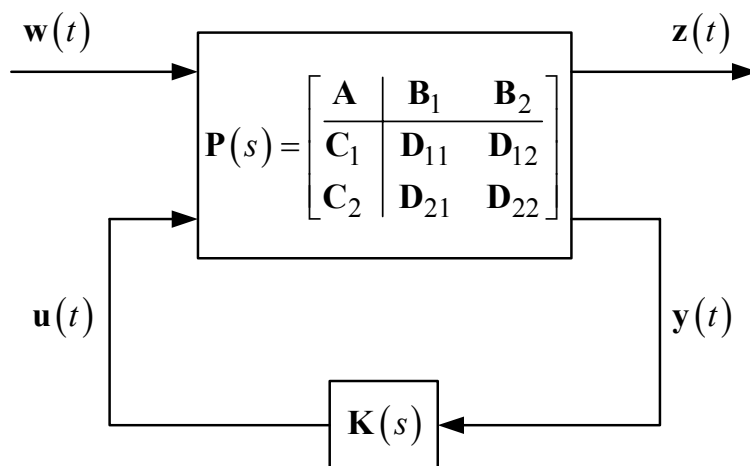 w(t)
z(t)
P(s) = [A | B₁ B₂
C₁ | D₁₁ D₁₂
C₂ | D₂₁ D₂₂]
u(t)
y(t)
K(s)